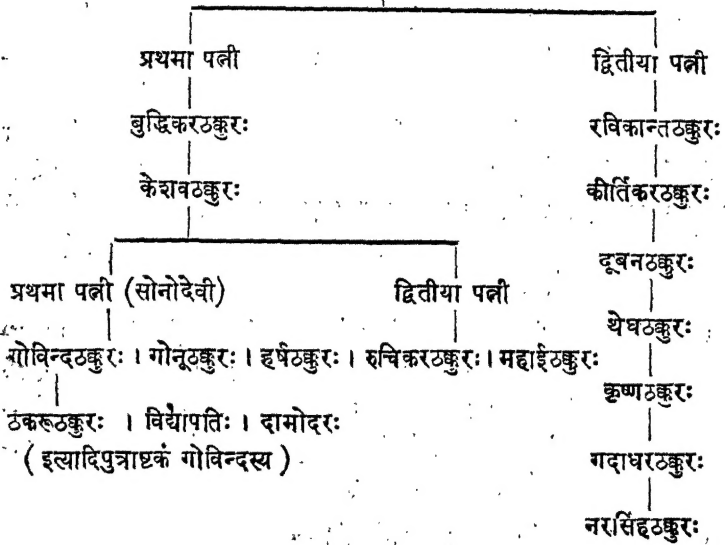 प्रथमा पत्नी द्वितीया पत्नी
बुद्धिकरठक्कुरः रविकान्तठक्कुरः
केशवठक्कुरः कीर्तिकरठक्कुरः
दूबनठक्कुरः
प्रथमा पत्नी (सोनोदेवी) द्वितीया पत्नी
थेघठक्कुरः
गोविन्दठक्कुरः । गोनूठक्कुरः । हर्षठक्कुरः । रुचिकरठक्कुरः । महाईठक्कुरः
कृष्णठक्कुरः
ठकरूठक्कुरः । विद्यापतिः । दामोदरः
( इत्यादिपुत्राष्टकं गोविन्दस्य )
गदाधरठक्कुरः
नरसिंहठक्कुरः